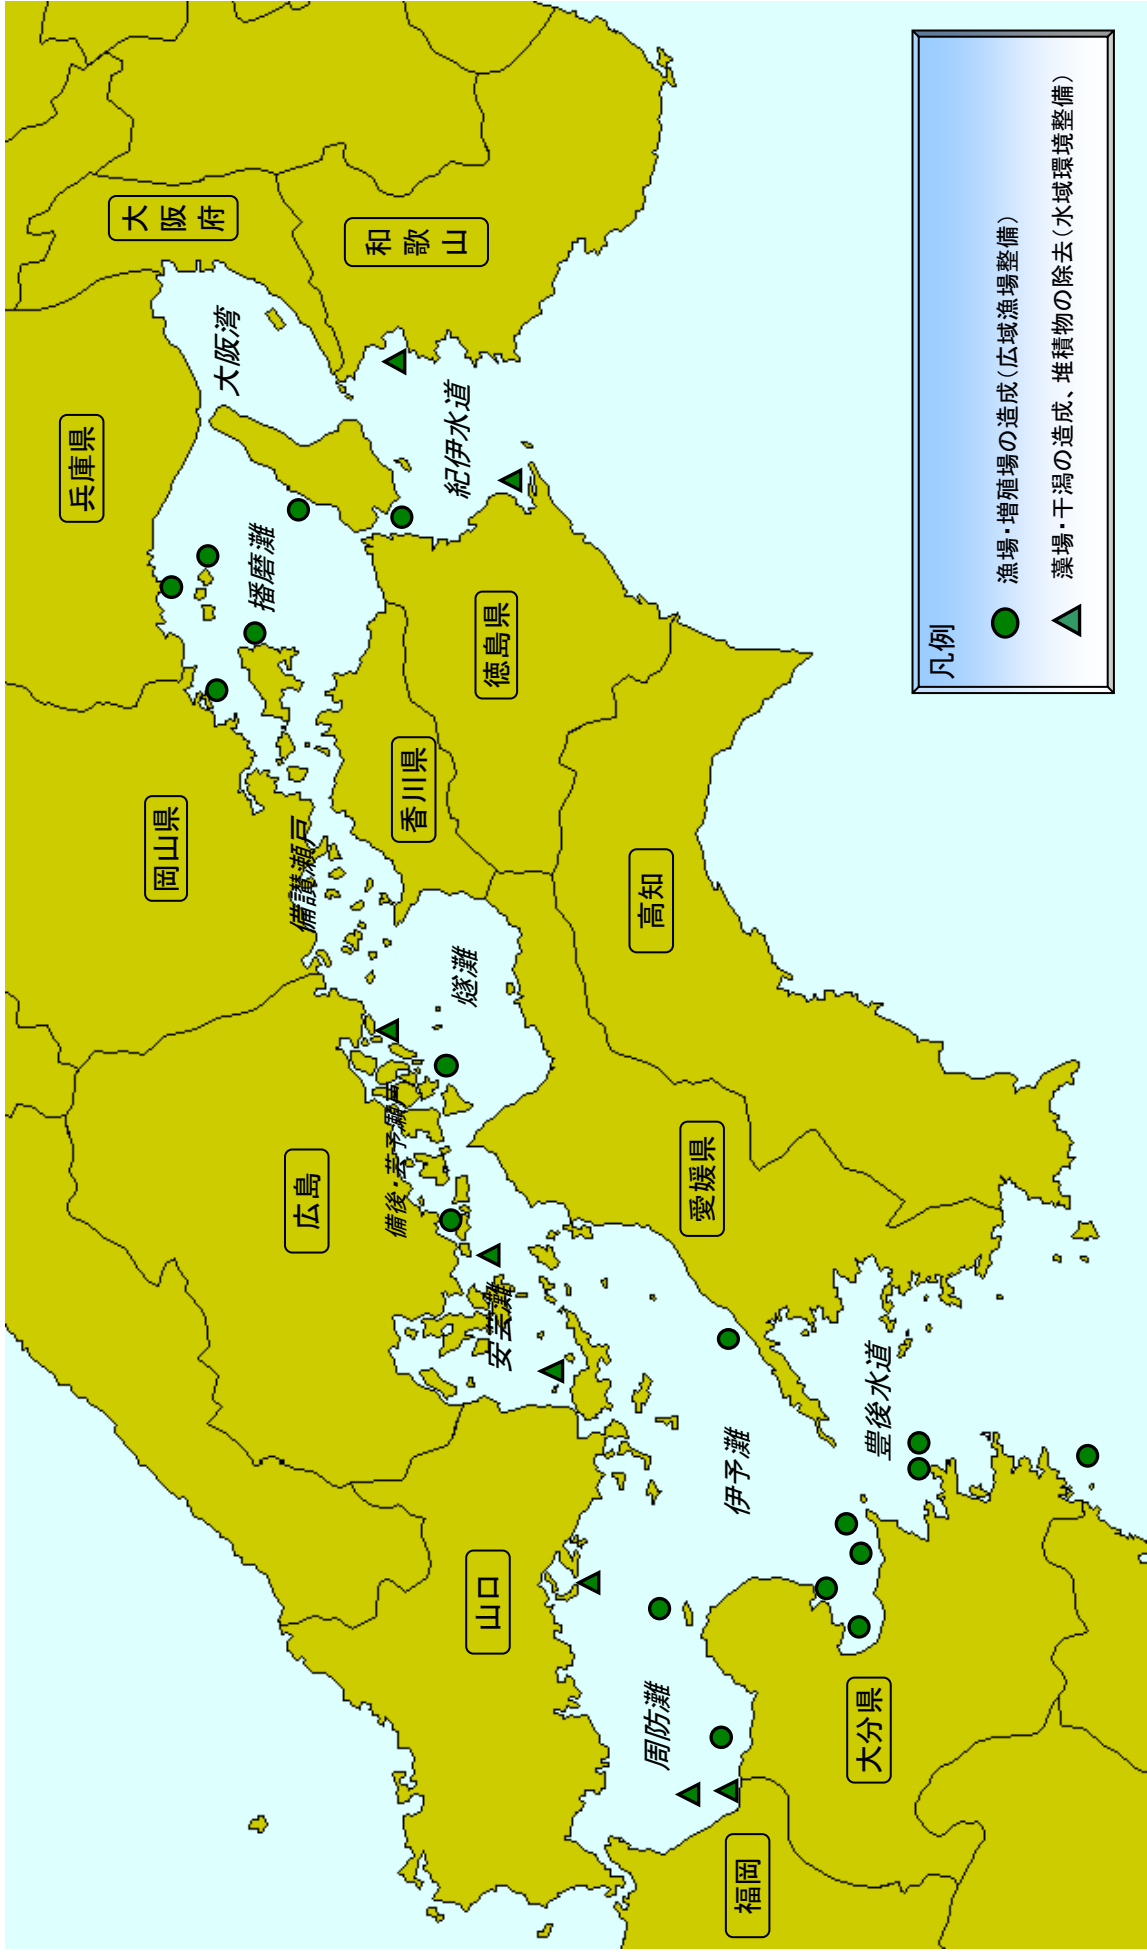 兵庫県
岡山県
大阪府
大阪湾
播磨灘
備讃瀬戸
広島
備後・芸予瀬戸
香川県
和歌山
紀伊水道
燧灘
山口
安芸灘
徳島県
高知
周防灘
愛媛県
伊予灘
福岡
大分県
豊後水道
凡例
漁場・増殖場の造成(広域漁場整備)
藻場・干潟の造成、堆積物の除去(水域環境整備)